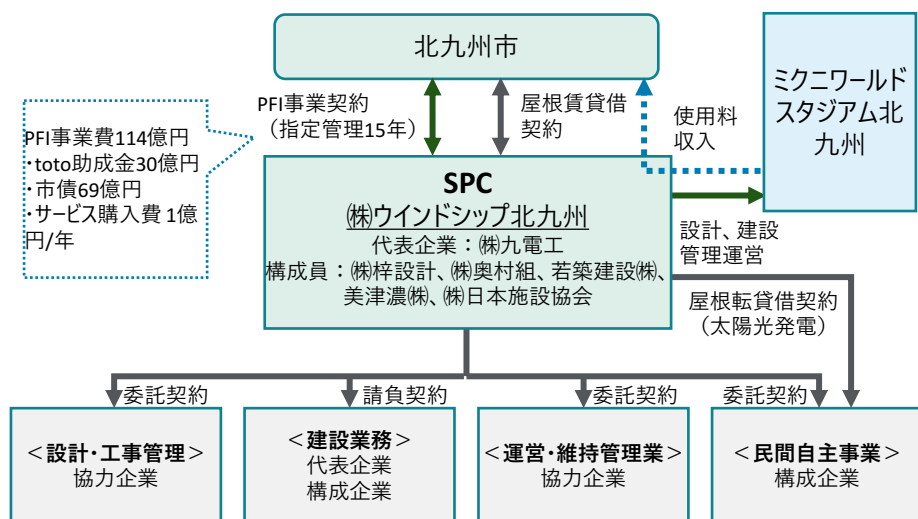 北九州市
ミクニワールド
スタジアム北
九州
PFI事業契約
（指定管理15年）
屋根賃貸借
契約
使用料
収入
PFI事業費114億円
・toto助成金30億円
・市債69億円
・サービス購入費 1億
円/年
SPC
㈱ウインドシップ北九州
代表企業：㈱九電工
構成員：㈱梓設計、㈱奥村組、若築建設㈱、
美津濃㈱、㈱日本施設協会
設計、建設
管理運営
屋根転貸借契約
（太陽光発電）
委託契約
請負契約
委託契約
委託契約
＜設計・工事管理＞
協力企業
＜建設業務＞
代表企業
構成企業
＜運営・維持管理業＞
協力企業
＜民間自主事業＞
構成企業